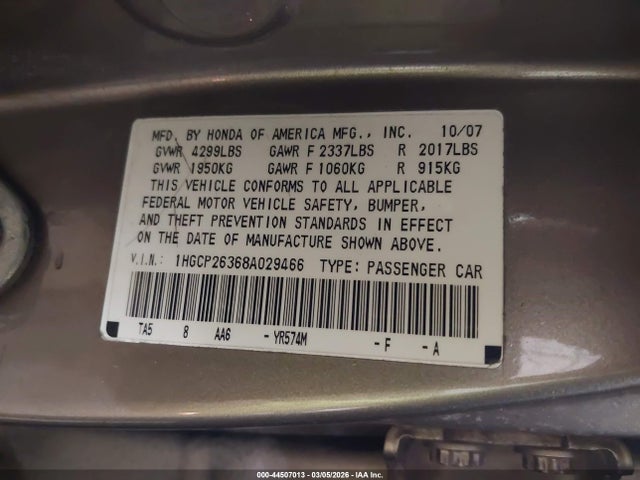 MFD. BY HONDA OF AMERICA MFG., INC. 10/07
GVWR 4299LBS GAWR F 2337LBS R 2017LBS
GVWR 1950KG GAWR F 1060KG R 915KG
THIS VEHICLE CONFORMS TO ALL APPLICABLE
FEDERAL MOTOR VEHICLE SAFETY, BUMPER,
AND THEFT PREVENTION STANDARDS IN EFFECT
ON THE DATE OF MANUFACTURE SHOWN ABOVE.
V.I.N.: 1HGCP26368A029466 TYPE: PASSENGER CAR
TA5 8 AA6 - YR574M - F - A
000-44507013 - 03/05/2026 - IAA Inc.